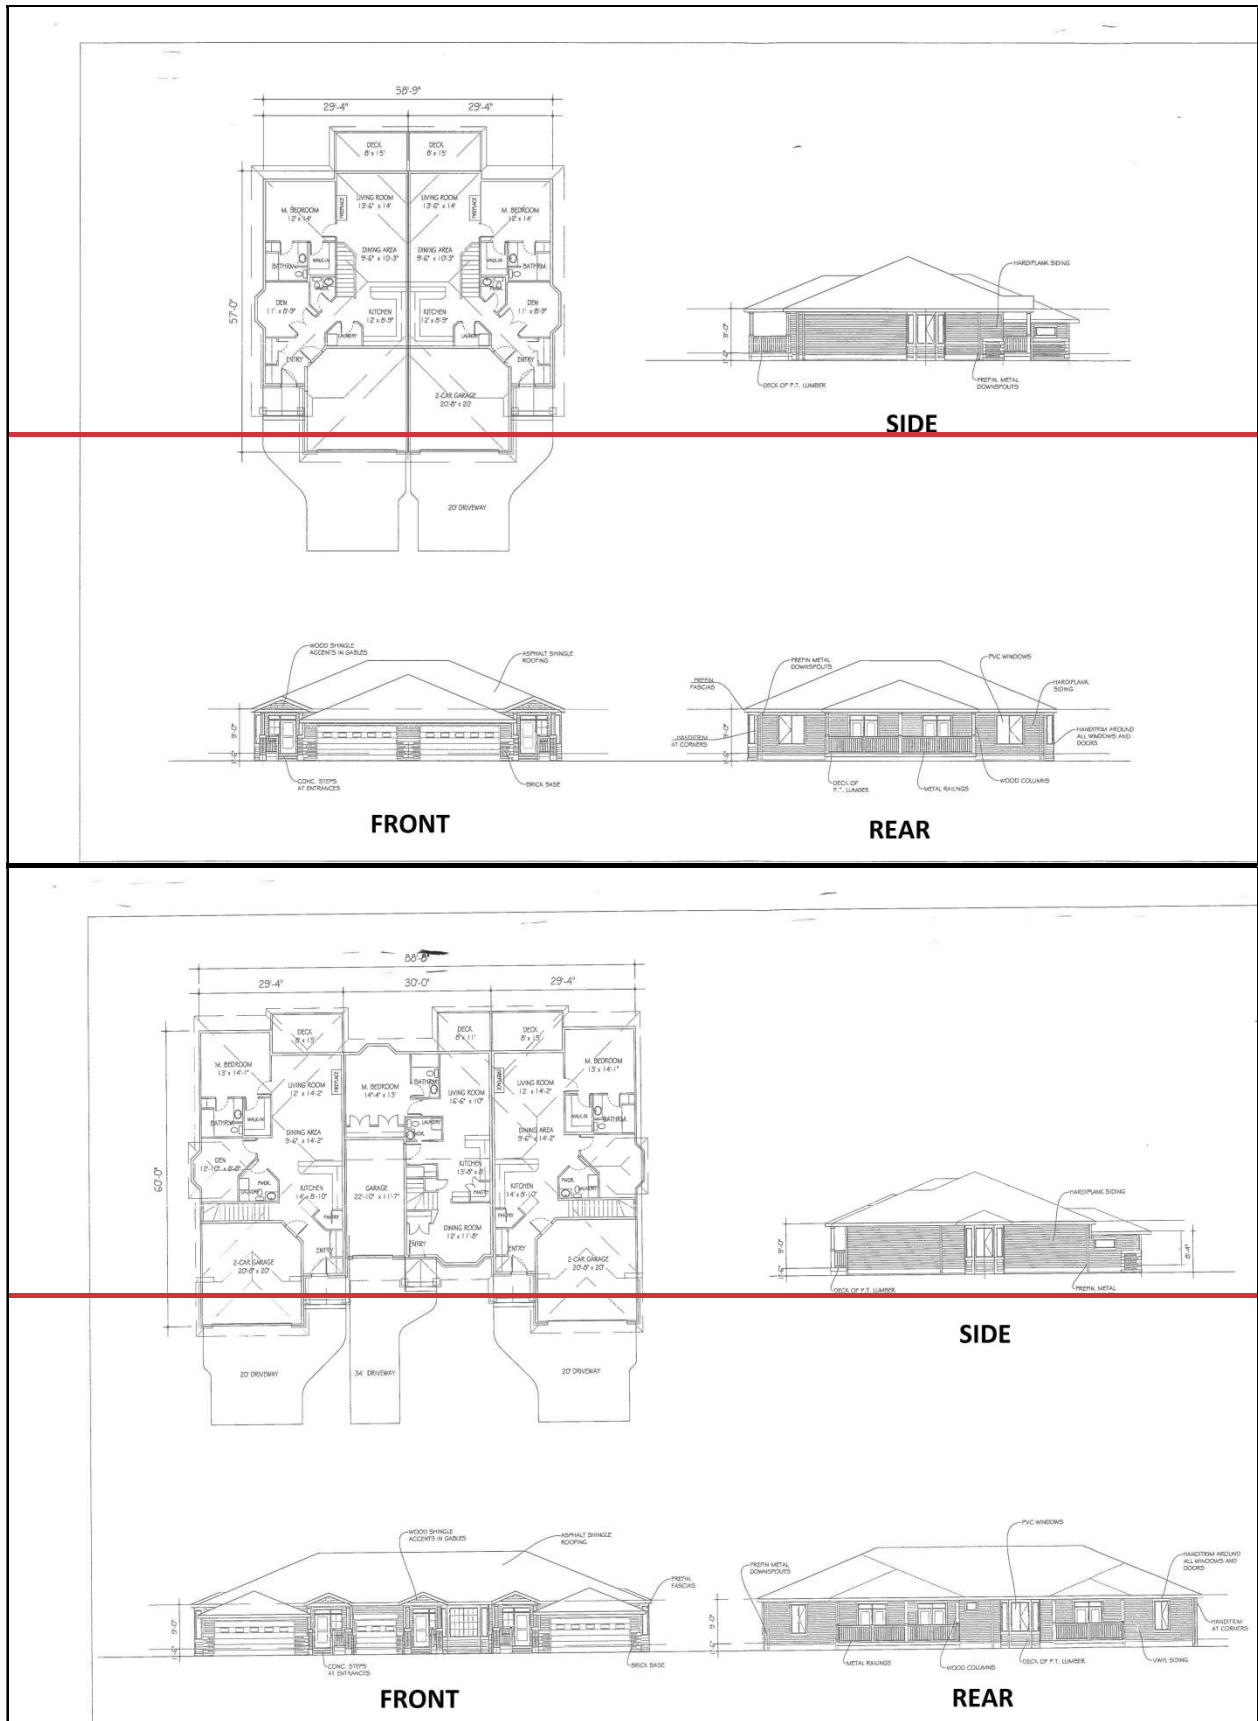 58'-9"
29'-4"
29'-4"
DECK
8' x 15'
DECK
8' x 15'
57'-0"
M. BEDROOM
12' x 14'
LIVING ROOM
13'-6" x 14'
FIREPLACE
LIVING ROOM
13'-6" x 14'
FIREPLACE
M. BEDROOM
12' x 14'
DINING AREA
9'-6" x 10'-3"
DINING AREA
9'-6" x 10'-3"
BATHRM.
WALK-IN
WALK-IN
BATHRM.
PWDR.
PWDR.
DEN
11' x 8'-9"
KITCHEN
12' x 8'-9"
KITCHEN
12' x 8'-9"
DEN
11' x 8'-9"
LAUNDRY
LAUNDRY
ENTRY
ENTRY
2-CAR GARAGE
20'-8" x 20'
20' DRIVEWAY
HARDIPLANK SIDING
9'-0"
DECK OF P.T. LUMBER
PREFIN. METAL
DOWNSPOUTS
SIDE
WOOD SHINGLE
ACCENTS IN GABLES
ASPHALT SHINGLE
ROOFING
9'-0"
CONC. STEPS
AT ENTRANCES
BRICK BASE
FRONT
PREFIN METAL
DOWNSPOUTS
PVC WINDOWS
PREFIN
FASCIAS
HARDIPLANK
SIDING
9'-0"
HANDITRIM
AT CORNERS
HANDITRIM AROUND
ALL WINDOWS AND
DOORS
DECK OF
P.T. LUMBER
METAL RAILINGS
WOOD COLUMNS
REAR
88'-8"
29'-4"
30'-0"
29'-4"
DECK
8' x 15'
DECK
8' x 11'
DECK
8' x 15'
60'-0"
M. BEDROOM
13' x 14'-1"
LIVING ROOM
12' x 14'-2"
FIREPLACE
M. BEDROOM
14'-4" x 13'
BATHRM.
LIVING ROOM
16'-6" x 10'
FIREPLACE
LIVING ROOM
12' x 14'-2"
M. BEDROOM
13' x 14'-1"
BATHRM.
WALK-IN
DINING AREA
9'-6" x 14'-2"
LAUNDRY
DINING AREA
9'-6" x 14'-2"
WALK-IN
BATHRM.
DEN
12'-10" x 8'-8"
PWDR.
LAUNDRY
KITCHEN
14' x 8'-10"
PANTRY
GARAGE
22'-10" x 11'-7"
KITCHEN
13'-8" x 8'
PANTRY
KITCHEN
14' x 8'-10"
PWDR.
LAUNDRY
DINING ROOM
12' x 11'-8"
ENTRY
ENTRY
ENTRY
2-CAR GARAGE
20'-8" x 20'
2-CAR GARAGE
20'-8" x 20'
20' DRIVEWAY
34' DRIVEWAY
20' DRIVEWAY
HARDIPLANK SIDING
9'-0"
8'-4"
DECK OF P.T. LUMBER
PREFIN. METAL
SIDE
WOOD SHINGLE
ACCENTS IN GABLES
ASPHALT SHINGLE
ROOFING
PREFIN.
FASCIAS
9'-0"
CONC. STEPS
AT ENTRANCES
BRICK BASE
FRONT
PVC WINDOWS
PREFIN METAL
DOWNSPOUTS
HANDITRIM AROUND
ALL WINDOWS AND
DOORS
9'-0"
HANDITRIM
AT CORNERS
METAL RAILINGS
WOOD COLUMNS
DECK OF P.T. LUMBER
VINYL SIDING
REAR